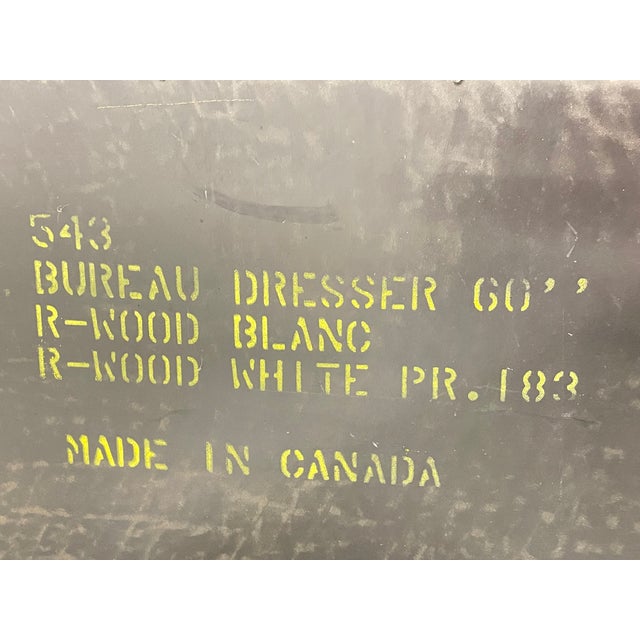 543
BUREAU DRESSER 60''
R-WOOD BLANC
R-WOOD WHITE PR.183
MADE IN CANADA